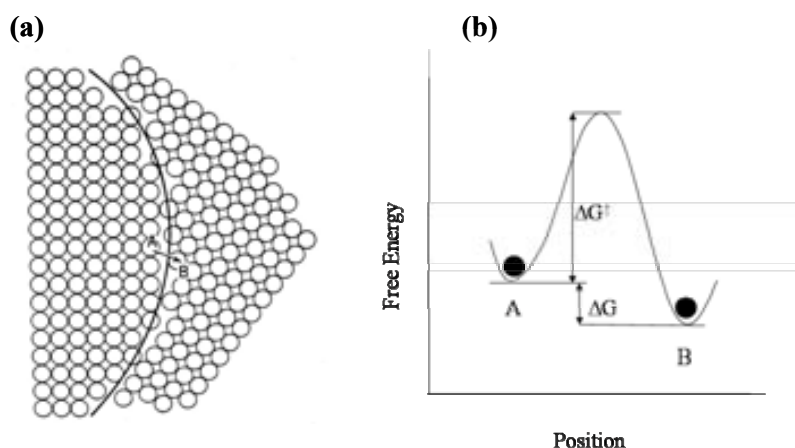 (a)
(b)
A
B
Free Energy
ΔG‡
ΔG
A
B
Position